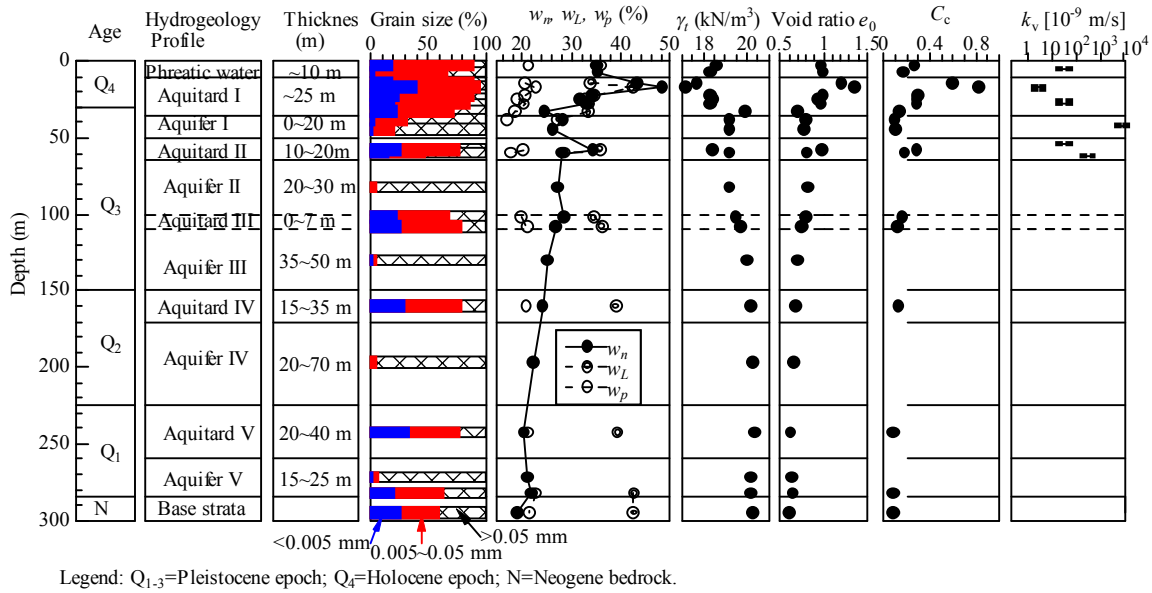 Age
Hydrogeology Profile
Thicknes (m)
Grain size (%)
0 20 40 60 80 100
wn, wL, wp (%)
20 30 40 50
γt (kN/m³)
18 20
Void ratio e0
0.5 1 1.5
Cc
0 0.4 0.8
kv [10⁻⁹ m/s]
1 10¹ 10² 10³ 10⁴
Depth (m)
0
50
100
150
200
250
300
Q4
Q3
Q2
Q1
N
Phreatic water ~10 m
Aquitard I ~25 m
Aquifer I 0~20 m
Aquitard II 10~20m
Aquifer II 20~30 m
Aquitard III 0~7 m
Aquifer III 35~50 m
Aquitard IV 15~35 m
Aquifer IV 20~70 m
Aquitard V 20~40 m
Aquifer V 15~25 m
Base strata
wn
wL
wp
<0.005 mm
0.005~0.05 mm
>0.05 mm
Legend: Q1-3=Pleistocene epoch; Q4=Holocene epoch; N=Neogene bedrock.